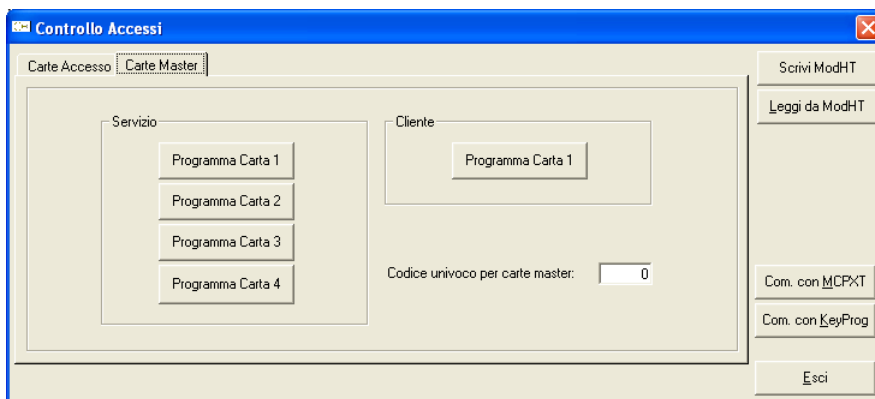 Controllo Accessi
Carte Accesso
Carte Master
Servizio
Programma Carta 1
Programma Carta 2
Programma Carta 3
Programma Carta 4
Cliente
Programma Carta 1
Codice univoco per carte master: 0
Scrivi ModHT
Leggi da ModHT
Com. con MCPXT
Com. con KeyProg
Esci